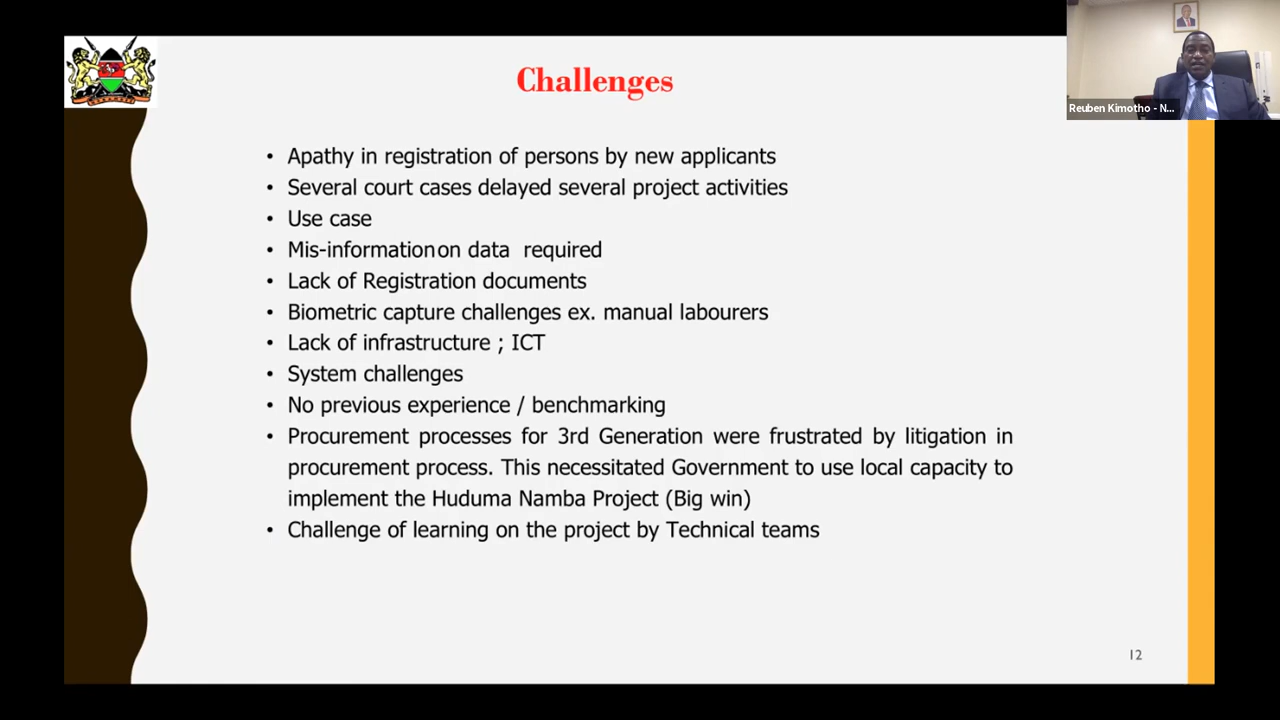 Challenges
Reuben Kimotho - N...
• Apathy in registration of persons by new applicants
• Several court cases delayed several project activities
• Use case
• Mis-information on data required
• Lack of Registration documents
• Biometric capture challenges ex. manual labourers
• Lack of infrastructure ; ICT
• System challenges
• No previous experience / benchmarking
• Procurement processes for 3rd Generation were frustrated by litigation in
procurement process. This necessitated Government to use local capacity to
implement the Huduma Namba Project (Big win)
• Challenge of learning on the project by Technical teams
12